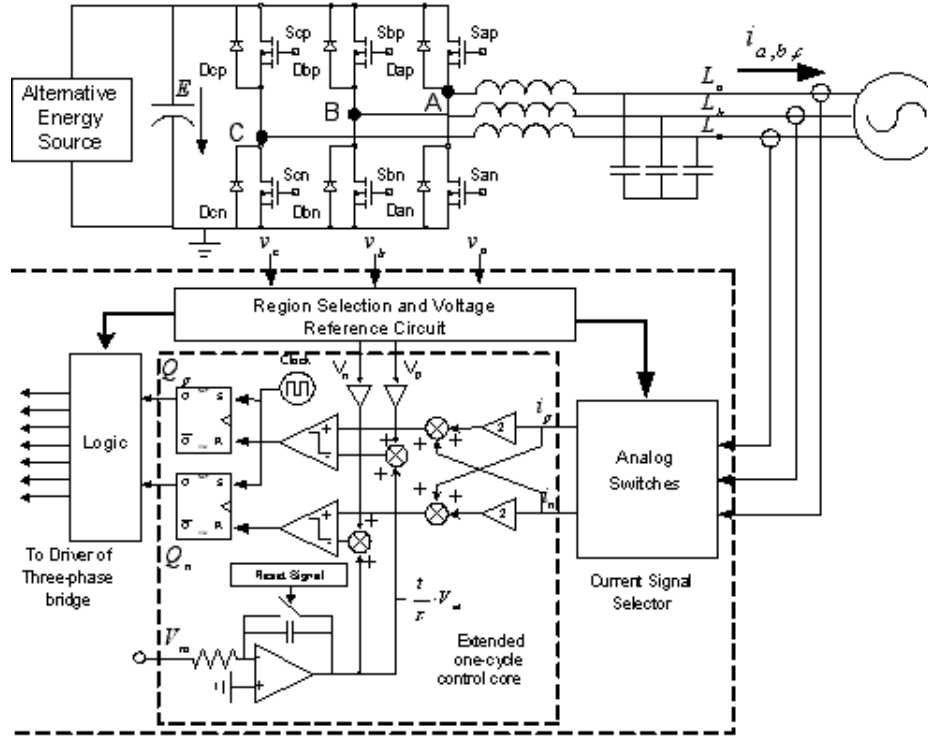 Alternative
Energy
Source
E
Scp
Sbp
Sap
Dcp
Dbp
Dap
A
B
C
Scn
Sbn
San
Dcn
Dbn
Dan
i a,b,c
L a
L b
L
v c
v b
v a
Region Selection and Voltage
Reference Circuit
Clock
V n
V p
Q p
Q n
S
R
S
R
+
-
+
-
+ +
+ +
+ +
+ +
2
2
i p
i n
Logic
Analog
Switches
To Driver of
Three-phase
bridge
Current Signal
Selector
Reset Signal
V m
-
+
t
Extended
one-cycle
control core